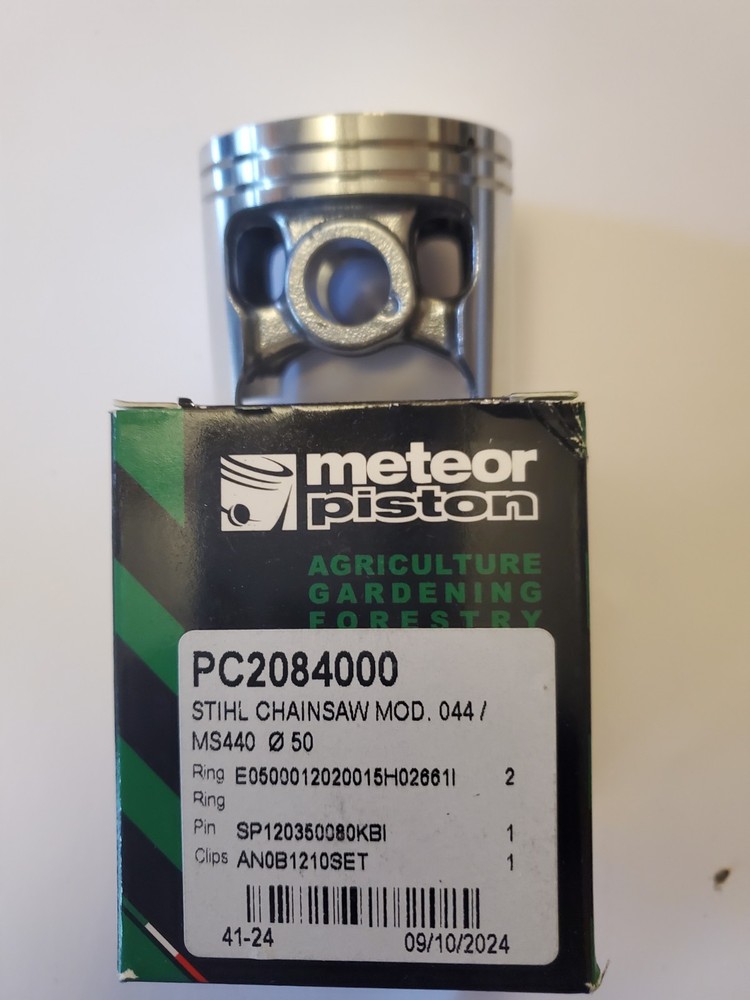 meteor
piston
AGRICULTURE
GARDENING
FORESTRY
PC2084000
STIHL CHAINSAW MOD. 044 /
MS440 Ø 50
Ring E0500012020015H02661I 2
Ring
Pin SP120350080KBI 1
Clips AN0B1210SET 1
41-24 09/10/2024